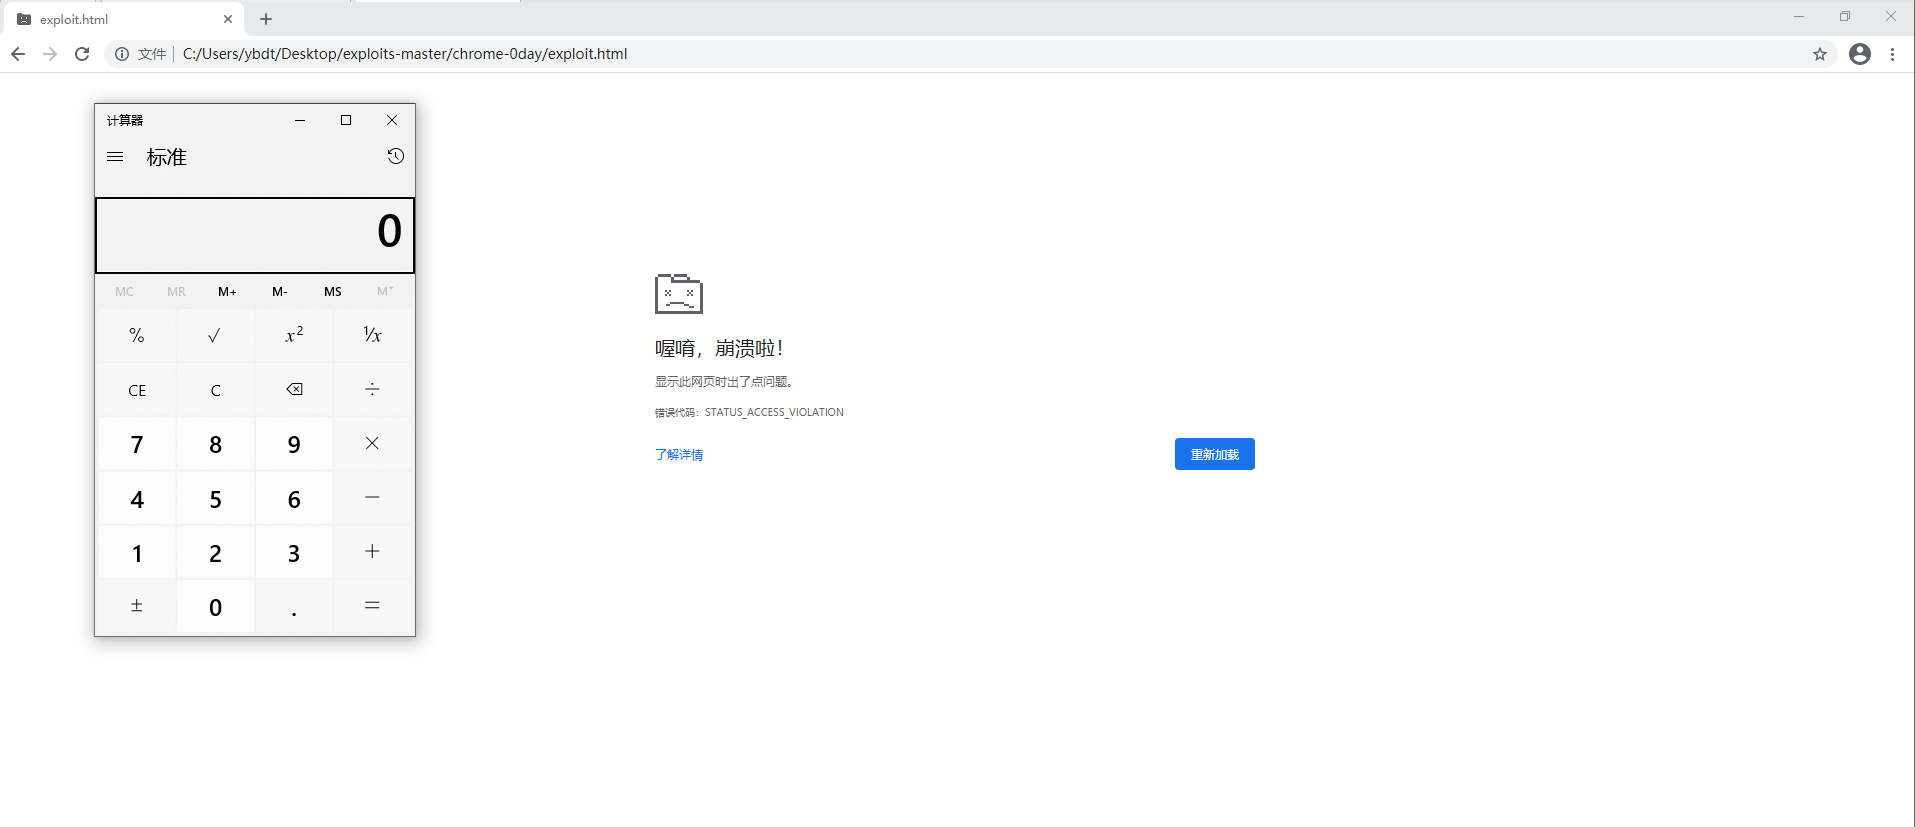 exploit.html
文件 C:/Users/ybdt/Desktop/exploits-master/chrome-0day/exploit.html
计算器
标准
0
MC MR M+ M- MS M˅
% √ x² ¹/x
CE C ÷
7 8 9 ×
4 5 6 −
1 2 3 +
± 0 . =
喔唷，崩溃啦！
显示此网页时出了点问题。
错误代码：STATUS_ACCESS_VIOLATION
了解详情
重新加载